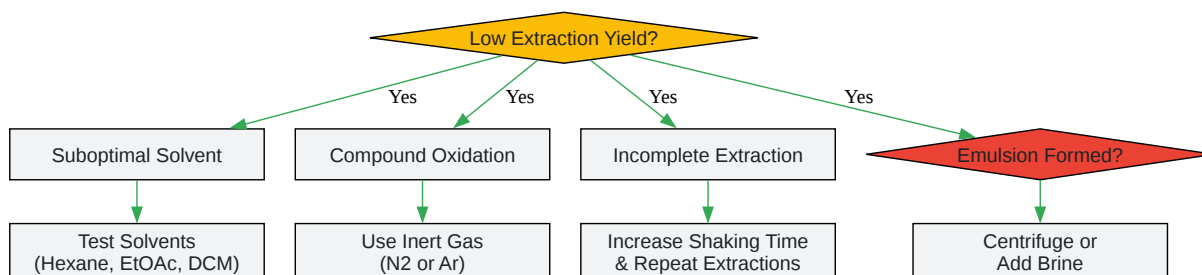 Low Extraction Yield?
Yes
Yes
Yes
Yes
Suboptimal Solvent
Compound Oxidation
Incomplete Extraction
Emulsion Formed?
Test Solvents
(Hexane, EtOAc, DCM)
Use Inert Gas
(N2 or Ar)
Increase Shaking Time
& Repeat Extractions
Centrifuge or
Add Brine